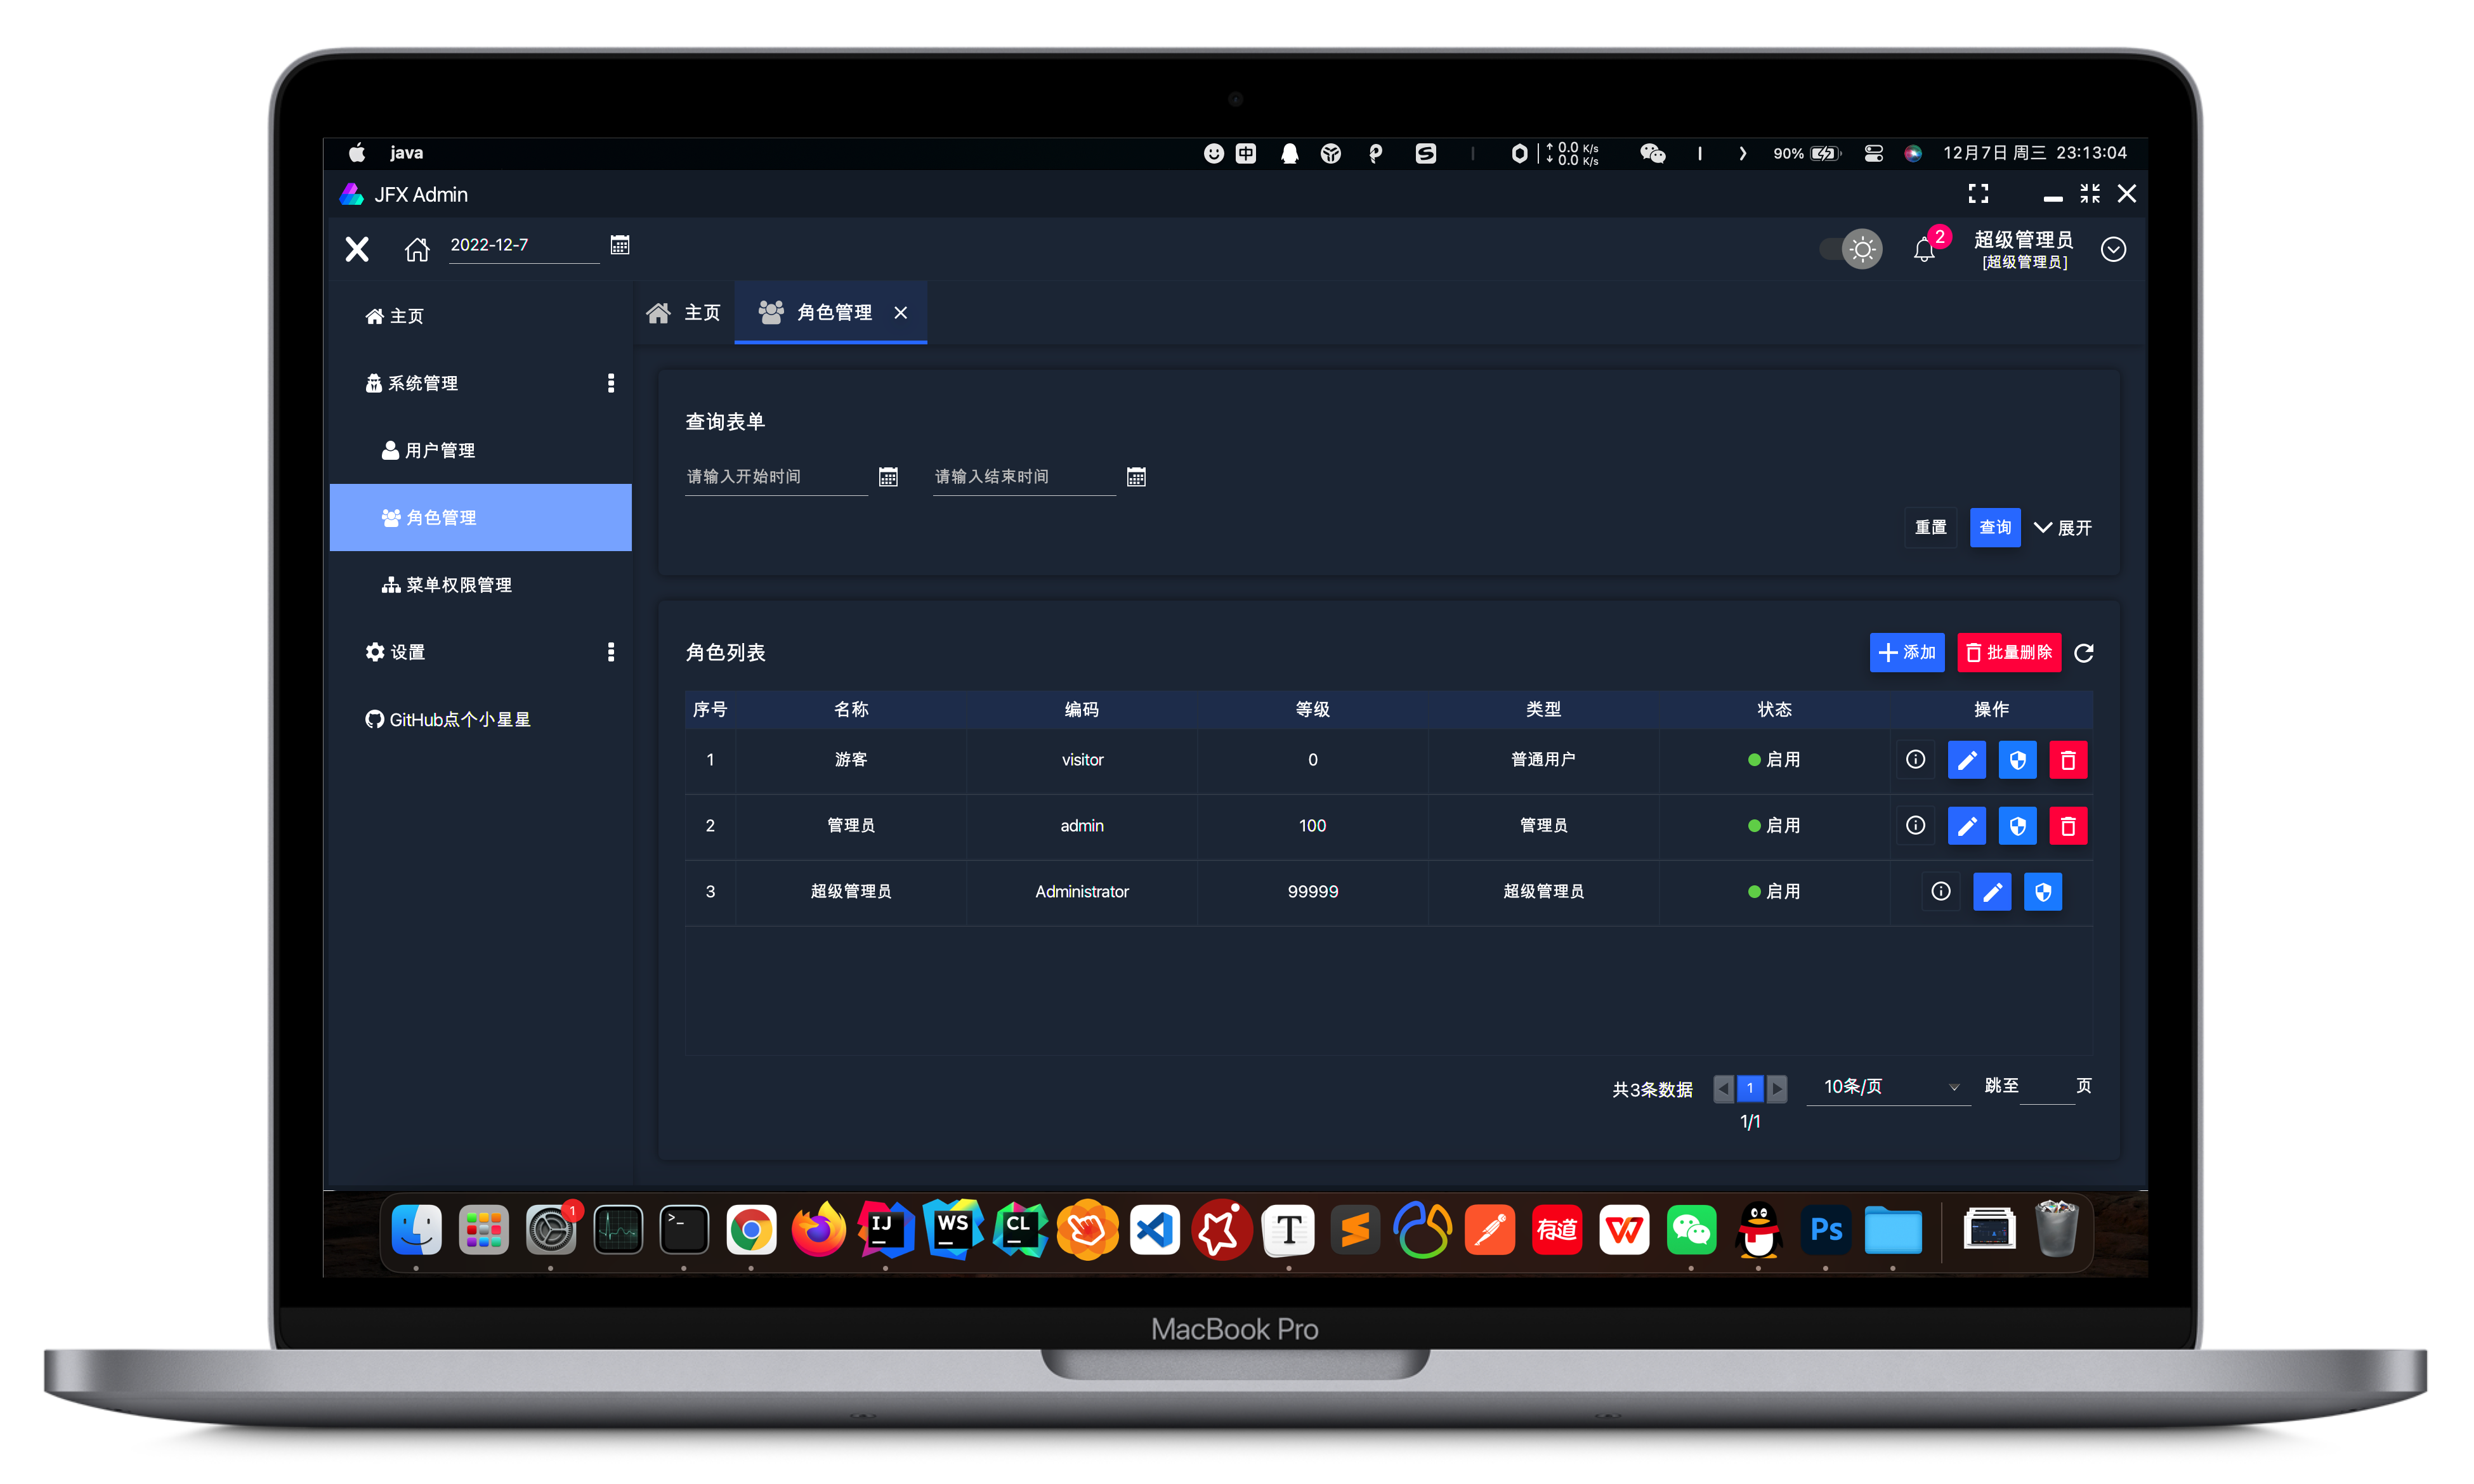 java
中
0.0 K/s
0.0 K/s
90%
12月7日 周三 23:13:04
JFX Admin
2022-12-7
2
超级管理员
[超级管理员]
主页
系统管理
用户管理
角色管理
菜单权限管理
设置
GitHub点个小星星
主页
角色管理
查询表单
请输入开始时间
请输入结束时间
重置
查询
展开
角色列表
添加
批量删除
序号 名称 编码 等级 类型 状态 操作
1 游客 visitor 0 普通用户 启用
2 管理员 admin 100 管理员 启用
3 超级管理员 Administrator 99999 超级管理员 启用
共3条数据
1
1/1
10条/页
跳至 页
1
>_
IJ
WS
CL
T
有道
W
Ps
MacBook Pro